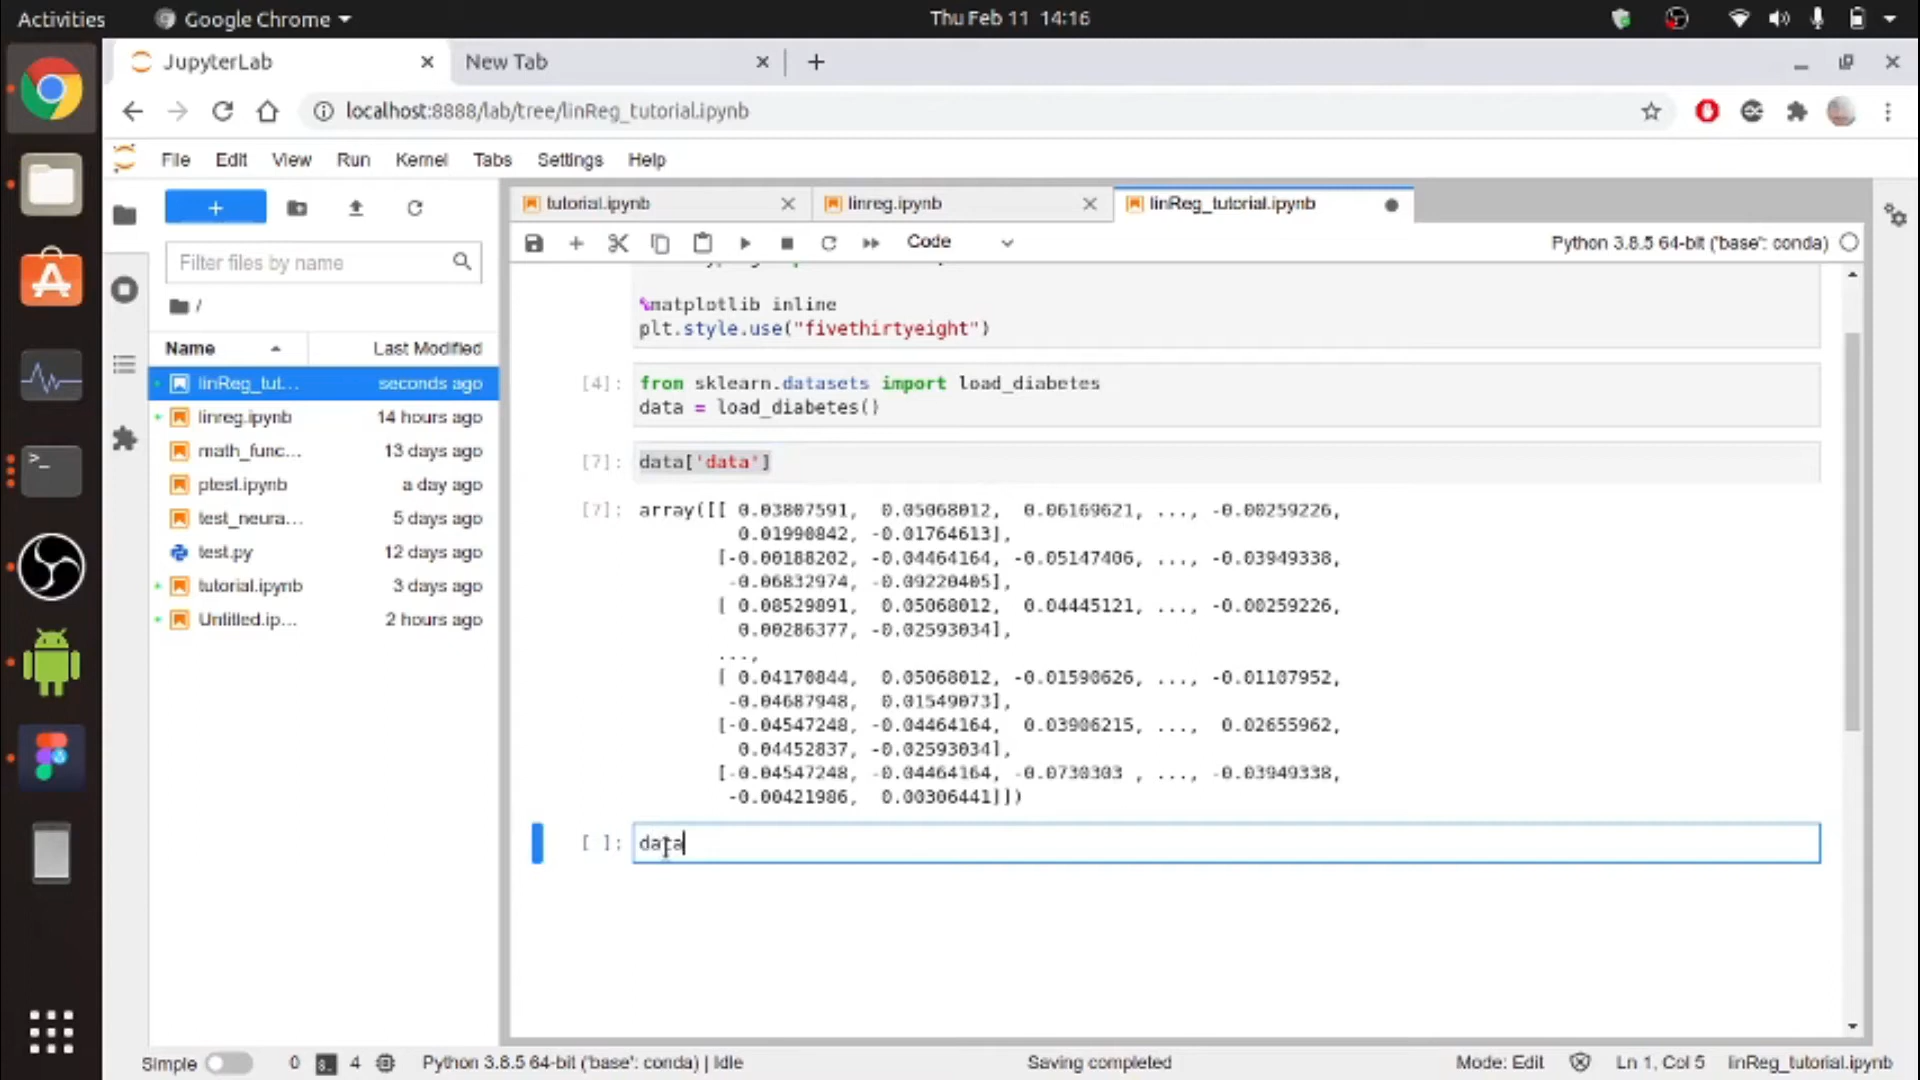 Activities
Google Chrome
Thu Feb 11 14:16
JupyterLab
New Tab
localhost:8888/lab/tree/linReg_tutorial.ipynb
File Edit View Run Kernel Tabs Settings Help
tutorial.ipynb
linreg.ipynb
linReg_tutorial.ipynb
Code
Python 3.8.5 64-bit ('base': conda)
Filter files by name
/
Name Last Modified
linReg_tut... seconds ago
linreg.ipynb 14 hours ago
math_func... 13 days ago
ptest.ipynb a day ago
test_neura... 5 days ago
test.py 12 days ago
tutorial.ipynb 3 days ago
Untitled.ip... 2 hours ago
%matplotlib inline
plt.style.use("fivethirtyeight")
[4]: from sklearn.datasets import load_diabetes
data = load_diabetes()
[7]: data['data']
[7]: array([[ 0.03807591, 0.05068012, 0.06169621, ..., -0.00259226,
0.01990842, -0.01764613],
[-0.00188202, -0.04464164, -0.05147406, ..., -0.03949338,
-0.06832974, -0.09220405],
[ 0.08529891, 0.05068012, 0.04445121, ..., -0.00259226,
0.00286377, -0.02593034],
...,
[ 0.04170844, 0.05068012, -0.01590626, ..., -0.01107952,
-0.04687948, 0.01549073],
[-0.04547248, -0.04464164, 0.03906215, ..., 0.02655962,
0.04452837, -0.02593034],
[-0.04547248, -0.04464164, -0.0730303 , ..., -0.03949338,
-0.00421986, 0.00306441]])
[ ]: data
Simple 0 4 Python 3.8.5 64-bit ('base': conda) | Idle
Saving completed
Mode: Edit
Ln 1, Col 5
linReg_tutorial.ipynb